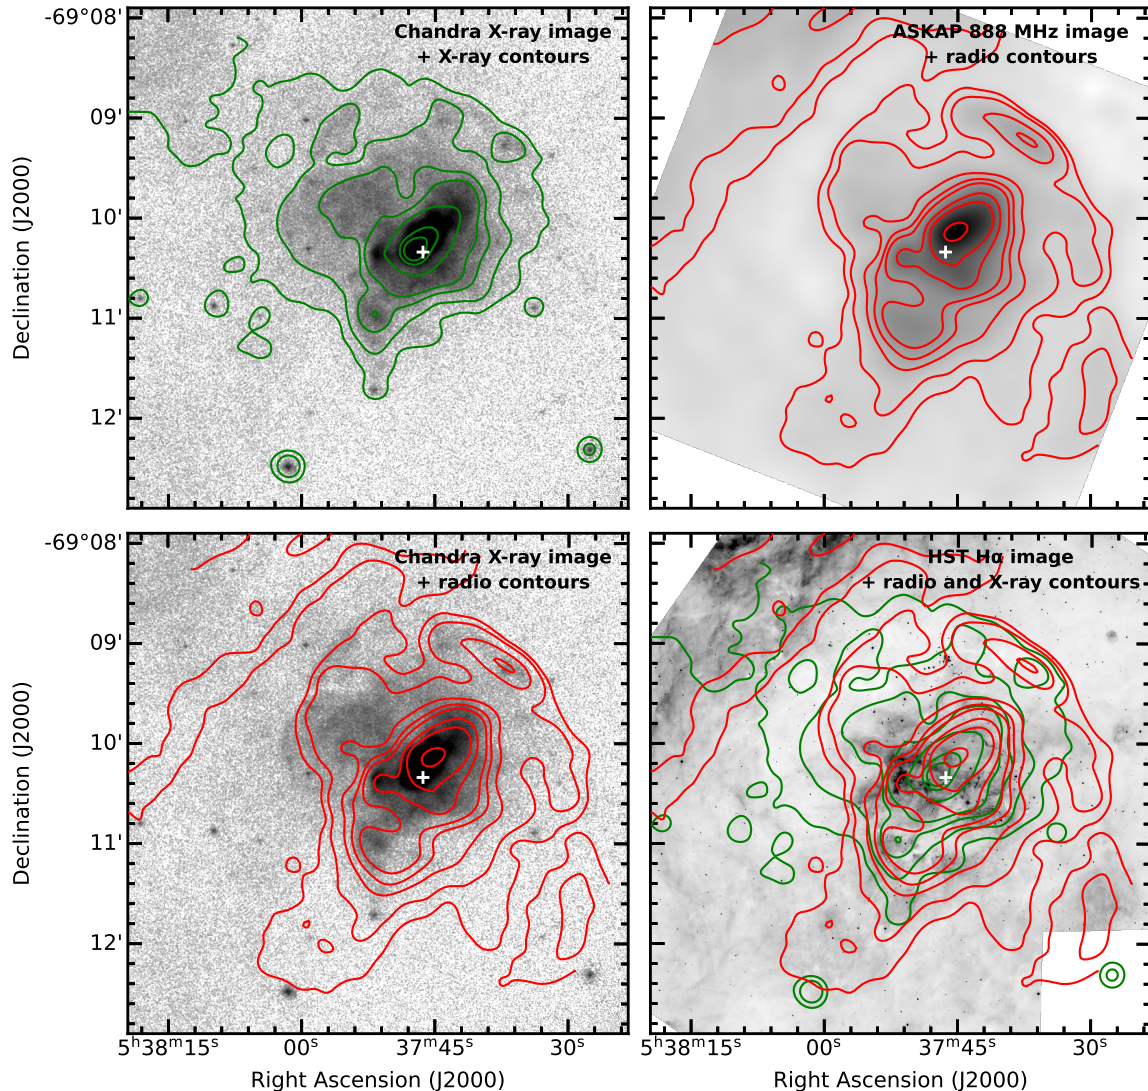 Chandra X-ray image
+ X-ray contours
ASKAP 888 MHz image
+ radio contours
09'
10'
11'
12'
Declination (J2000)
-69°08'
Chandra X-ray image
+ radio contours
HST Hα image
+ radio and X-ray contours
09'
10'
11'
12'
Declination (J2000)
5ʰ38ᵐ15ˢ 00ˢ 37ᵐ45ˢ 30ˢ
5ʰ38ᵐ15ˢ 00ˢ 37ᵐ45ˢ 30ˢ
Right Ascension (J2000)
Right Ascension (J2000)
-69°08'